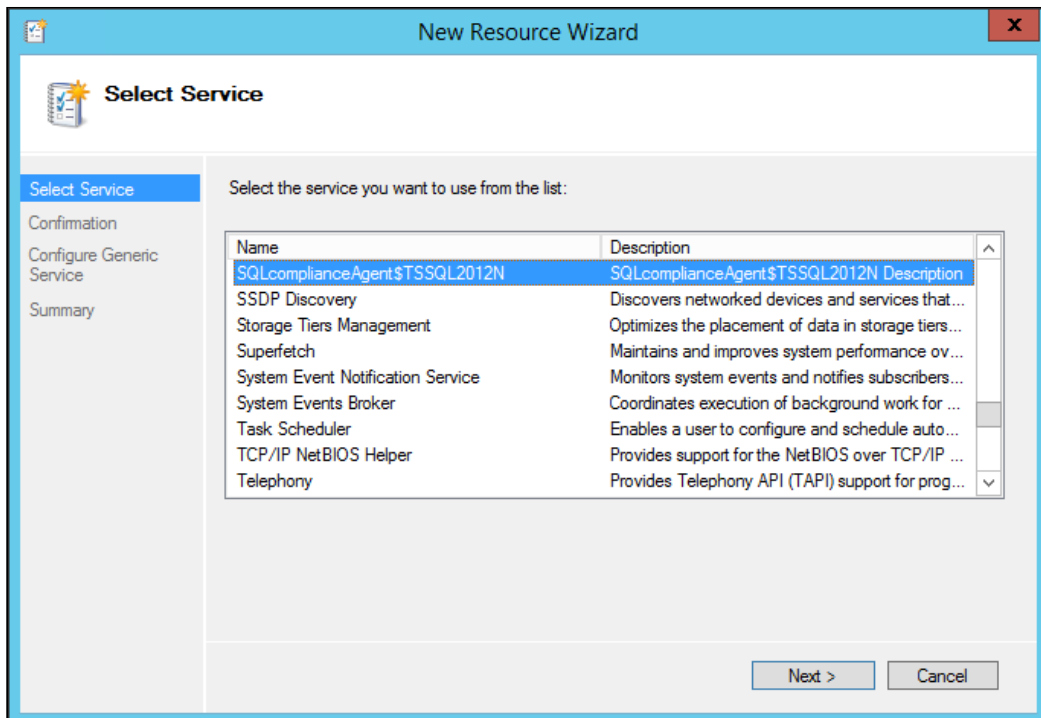 New Resource Wizard
x
Select Service
Select Service
Confirmation
Configure Generic
Service
Summary
Select the service you want to use from the list:
Name Description
SQLcomplianceAgent$TSSQL2012N SQLcomplianceAgent$TSSQL2012N Description
SSDP Discovery Discovers networked devices and services that...
Storage Tiers Management Optimizes the placement of data in storage tiers...
Superfetch Maintains and improves system performance ov...
System Event Notification Service Monitors system events and notifies subscribers...
System Events Broker Coordinates execution of background work for ...
Task Scheduler Enables a user to configure and schedule auto...
TCP/IP NetBIOS Helper Provides support for the NetBIOS over TCP/IP ...
Telephony Provides Telephony API (TAPI) support for prog...
Next > Cancel